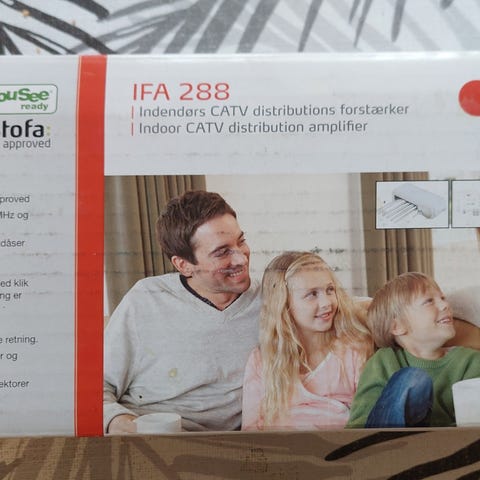 ouSee
ready
tofa:
approved
IFA 288
Indendørs CATV distributions forstærker
Indoor CATV distribution amplifier
proved
MHz og
dåser
ed klik
ng er
retning.
r og
ektorer